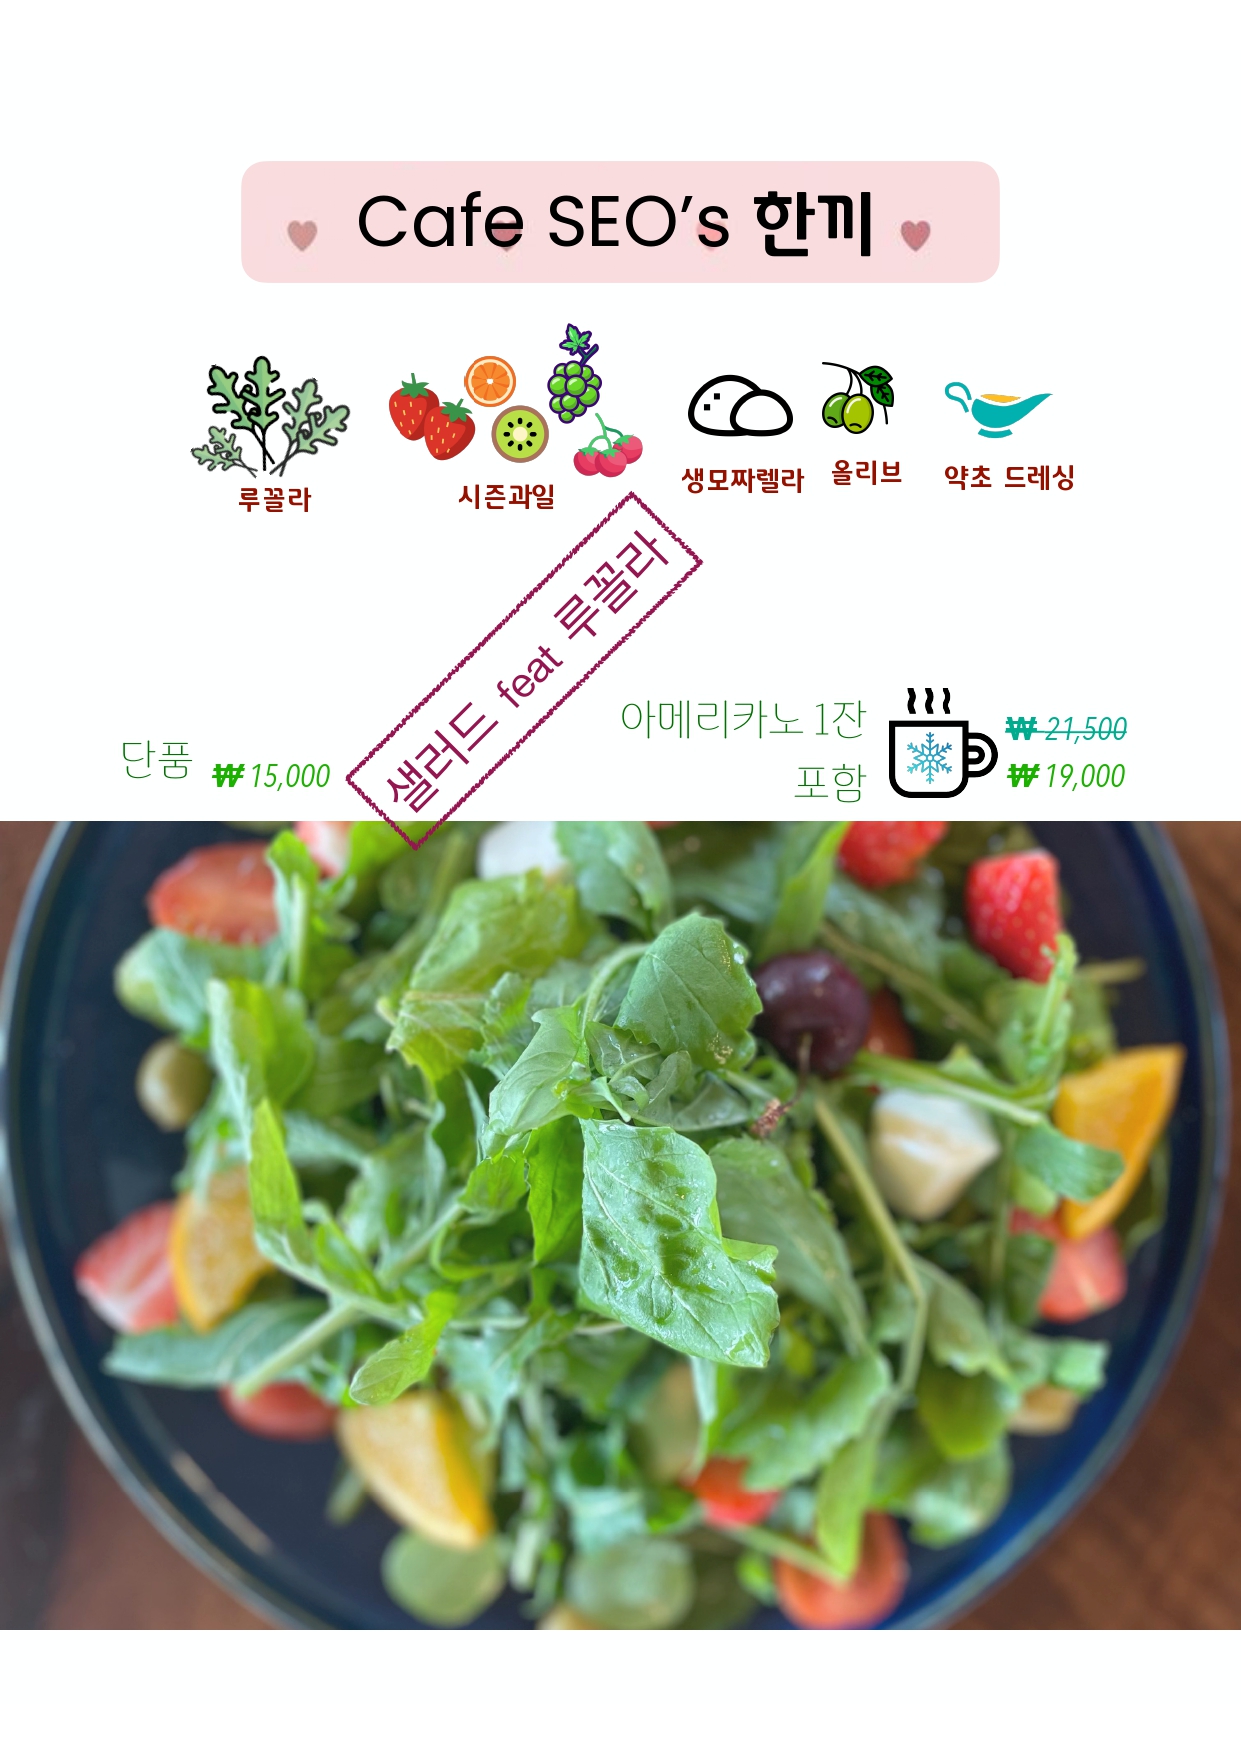 Cafe SEO's 한끼
루꼴라
시즌과일
생모짜렐라
올리브
약초 드레싱
샐러드 feat 루꼴라
단품 ₩ 15,000
아메리카노 1잔
포함
₩ 21,500
₩ 19,000